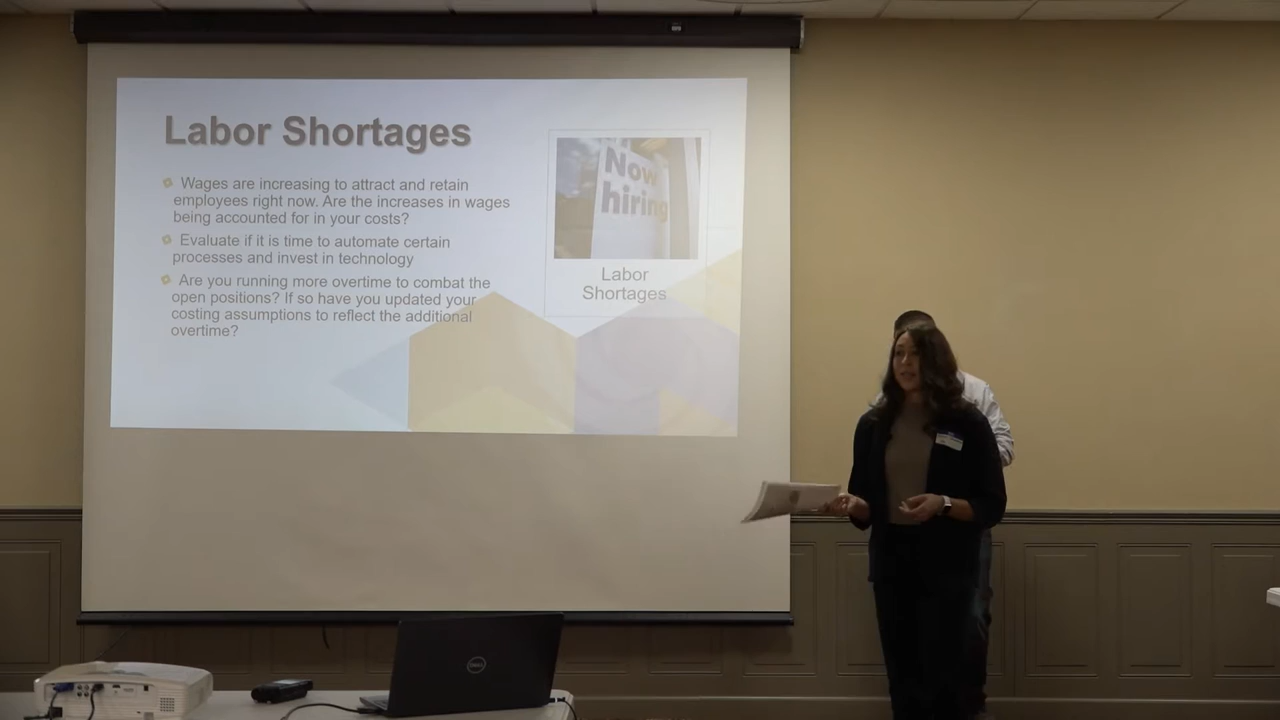 Labor Shortages
Wages are increasing to attract and retain
employees right now. Are the increases in wages
being accounted for in your costs?
Evaluate if it is time to automate certain
processes and invest in technology
Are you running more overtime to combat the
open positions? If so have you updated your
costing assumptions to reflect the additional
overtime?
Now
hiring
Labor
Shortages
DELL